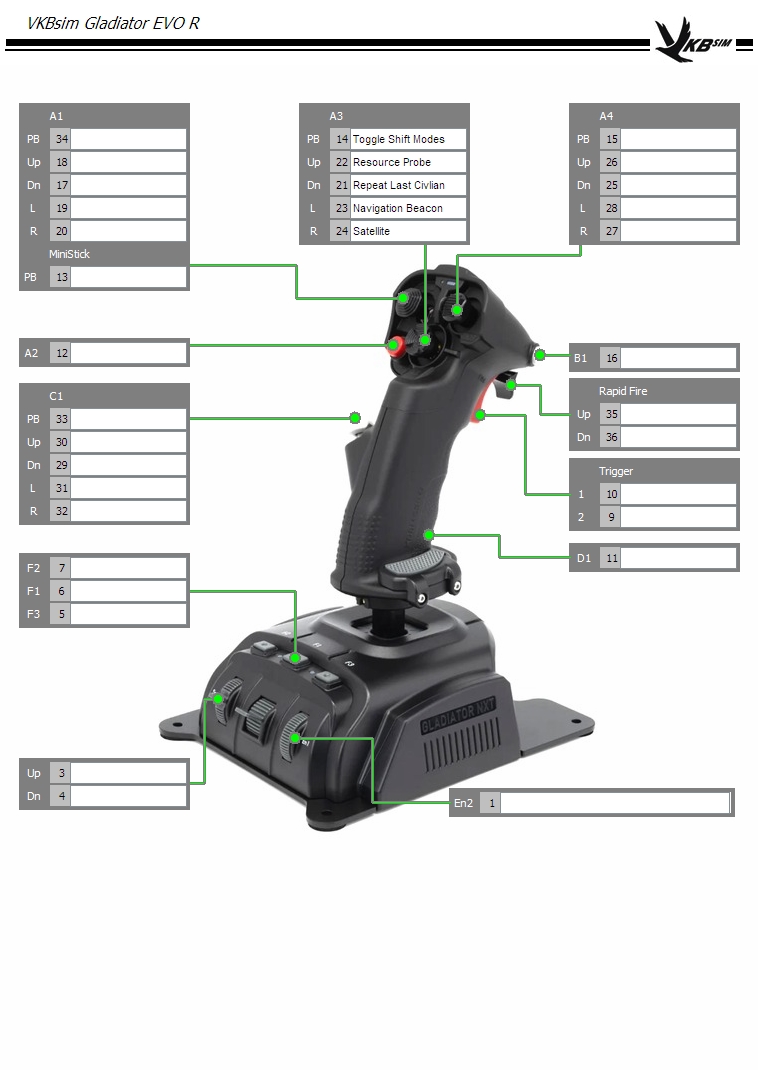 VKBsim Gladiator EVO R
VKBSIM
A1
PB 34
Up 18
Dn 17
L 19
R 20
MiniStick
PB 13
A3
PB 14 Toggle Shift Modes
Up 22 Resource Probe
Dn 21 Repeat Last Civlian
L 23 Navigation Beacon
R 24 Satellite
A4
PB 15
Up 26
Dn 25
L 28
R 27
A2 12
B1 16
C1
PB 33
Up 30
Dn 29
L 31
R 32
Rapid Fire
Up 35
Dn 36
Trigger
1 10
2 9
D1 11
F2 7
F1 6
F3 5
F1
F3
GLADIATOR NXT
Up 3
Dn 4
En2 1